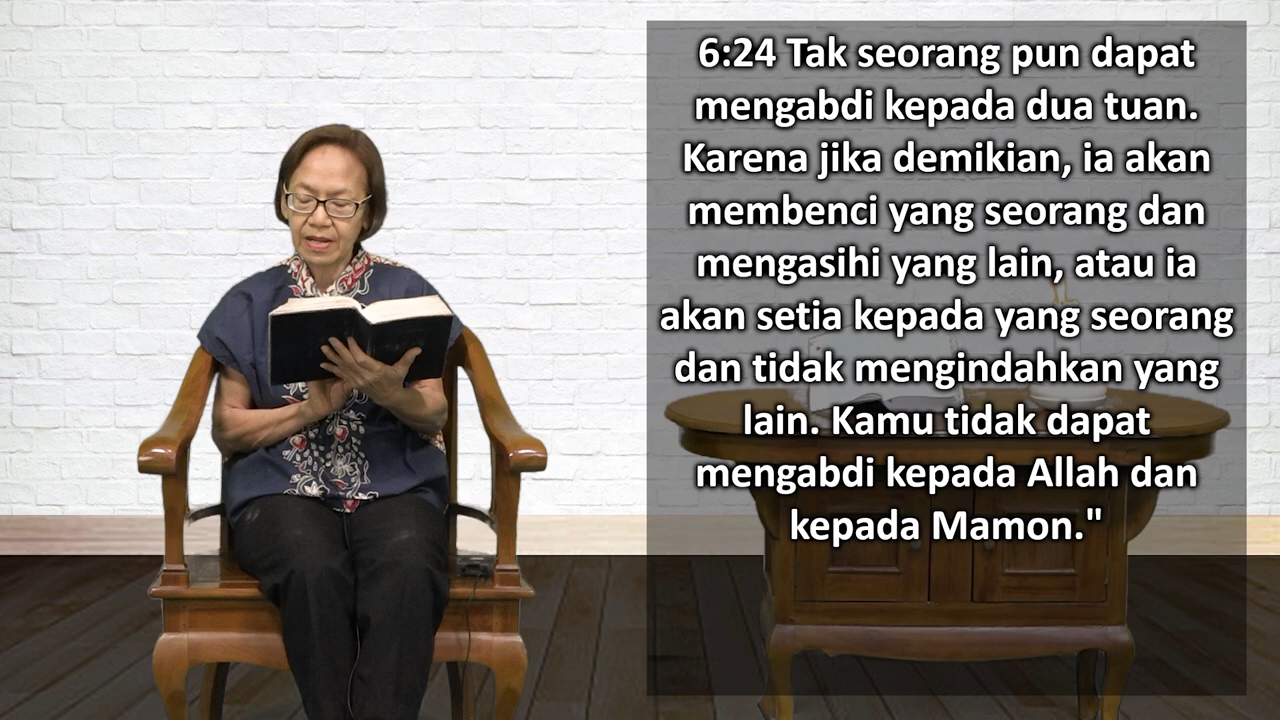 6:24 Tak seorang pun dapat
mengabdi kepada dua tuan.
Karena jika demikian, ia akan
membenci yang seorang dan
mengasihi yang lain, atau ia
akan setia kepada yang seorang
dan tidak mengindahkan yang
lain. Kamu tidak dapat
mengabdi kepada Allah dan
kepada Mamon."